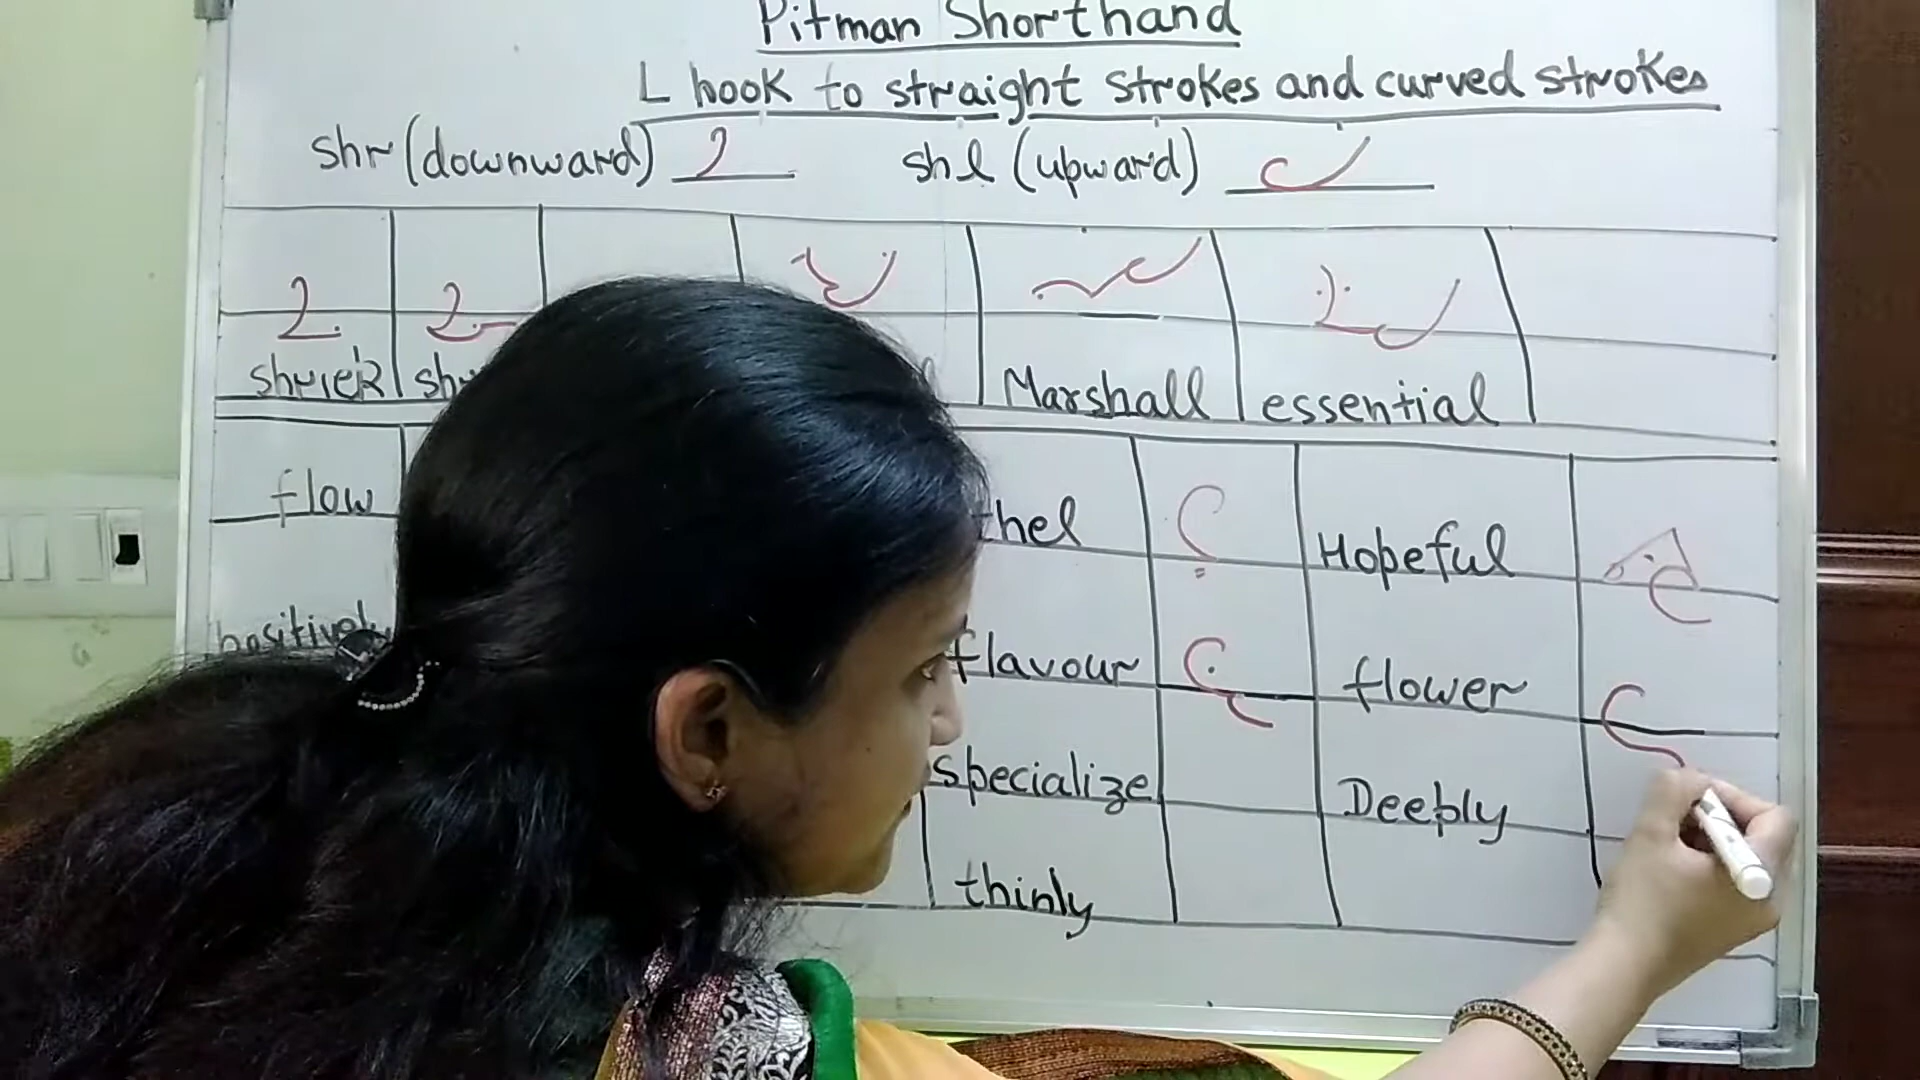 Pitman Shorthand
L hook to straight strokes and curved strokes
shr (downward) shl (upward)
shriek Marshall essential
flow Hopeful
positively flavour flower
specialize Deeply
thinly